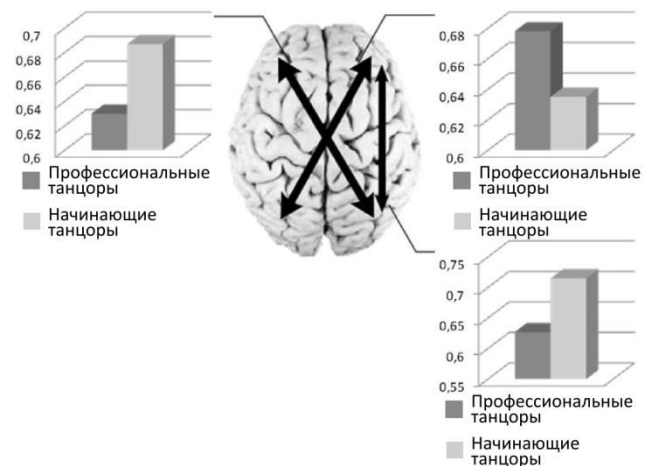 0,7
0,68
0,66
0,64
0,62
0,6
Профессиональные
танцоры
Начинающие
танцоры
0,68
0,66
0,64
0,62
0,6
Профессиональные
танцоры
Начинающие
танцоры
0,75
0,7
0,65
0,6
0,55
Профессиональные
танцоры
Начинающие
танцоры